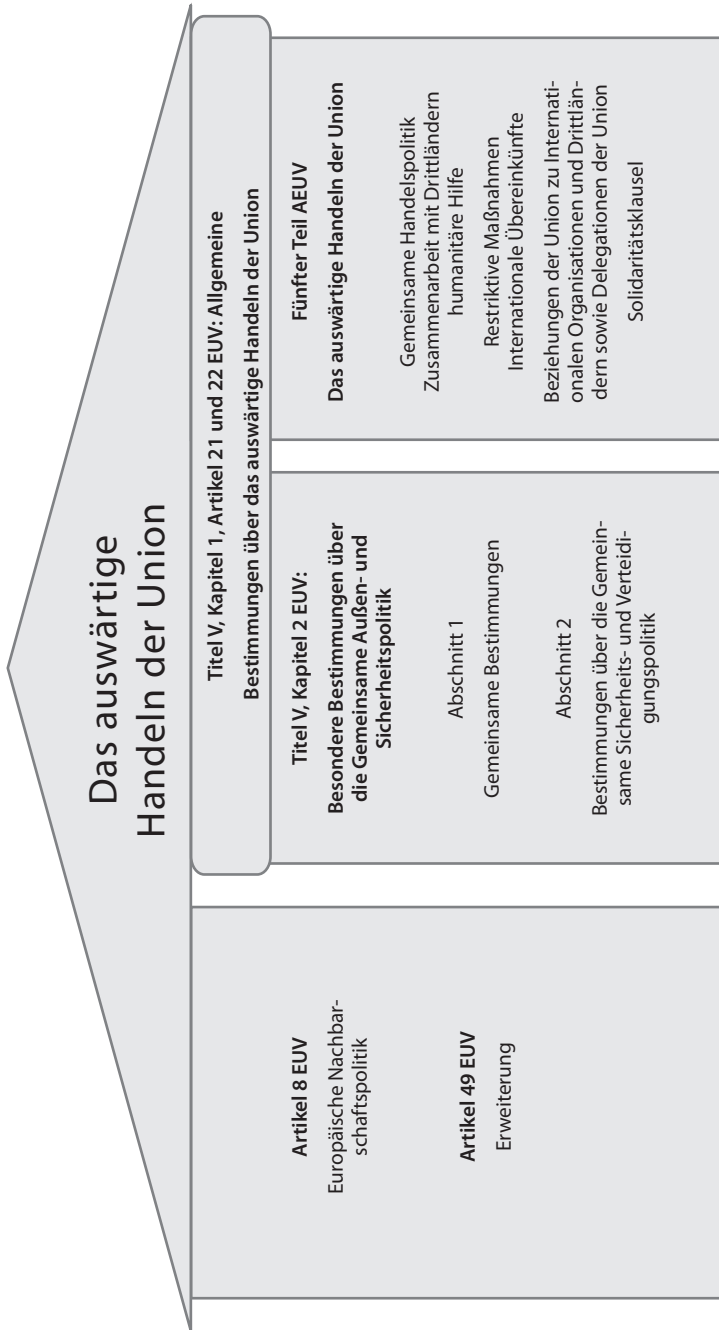 Das auswärtige
Handeln der Union
Artikel 8 EUV
Europäische Nachbar-
schaftspolitik
Artikel 49 EUV
Erweiterung
Titel V, Kapitel 1, Artikel 21 und 22 EUV: Allgemeine
Bestimmungen über das auswärtige Handeln der Union
Titel V, Kapitel 2 EUV:
Besondere Bestimmungen über
die Gemeinsame Außen- und
Sicherheitspolitik
Abschnitt 1
Gemeinsame Bestimmungen
Abschnitt 2
Bestimmungen über die Gemein-
same Sicherheits- und Verteidi-
gungspolitik
Fünfter Teil AEUV
Das auswärtige Handeln der Union
Gemeinsame Handelspolitik
Zusammenarbeit mit Drittländern
humanitäre Hilfe
Restriktive Maßnahmen
Internationale Übereinkünfte
Beziehungen der Union zu Internati-
onalen Organisationen und Drittlän-
dern sowie Delegationen der Union
Solidaritätsklausel